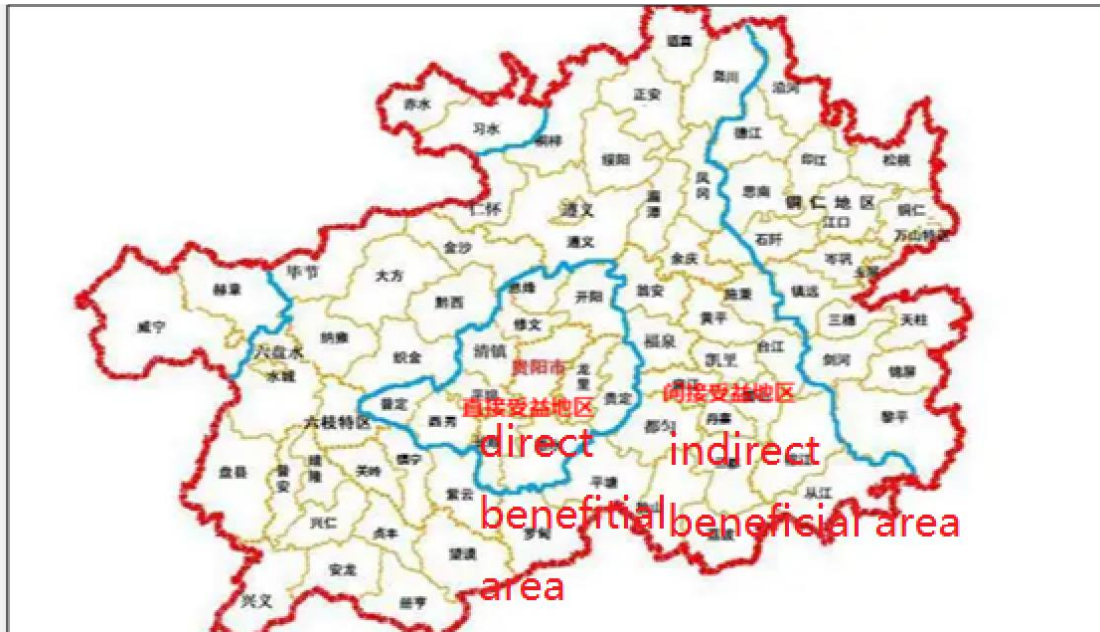 道真
务川
沿河
正安
赤水
习水
桐梓
德江
绥阳
印江
松桃
凤冈
思南
湄潭
铜仁地区
仁怀
遵义
江口
铜仁
万山特区
石阡
遵义
金沙
余庆
岑巩
玉屏
毕节
大方
赫章
黔西
息烽
开阳
瓮安
施秉
镇远
威宁
修文
黄平
三穗
天柱
纳雍
福泉
六盘水
织金
清镇
凯里
台江
剑河
贵阳市
龙里
锦屏
水城
平坝
间接受益地区
普定
直接受益地区
贵定
西秀
丹寨
黎平
六枝特区
都匀
direct
indirect
镇宁
盘县
普安
晴隆
关岭
紫云
平塘
从江
benefitial
beneficial area
兴仁
贞丰
罗甸
望谟
安龙
area
兴义
册亨